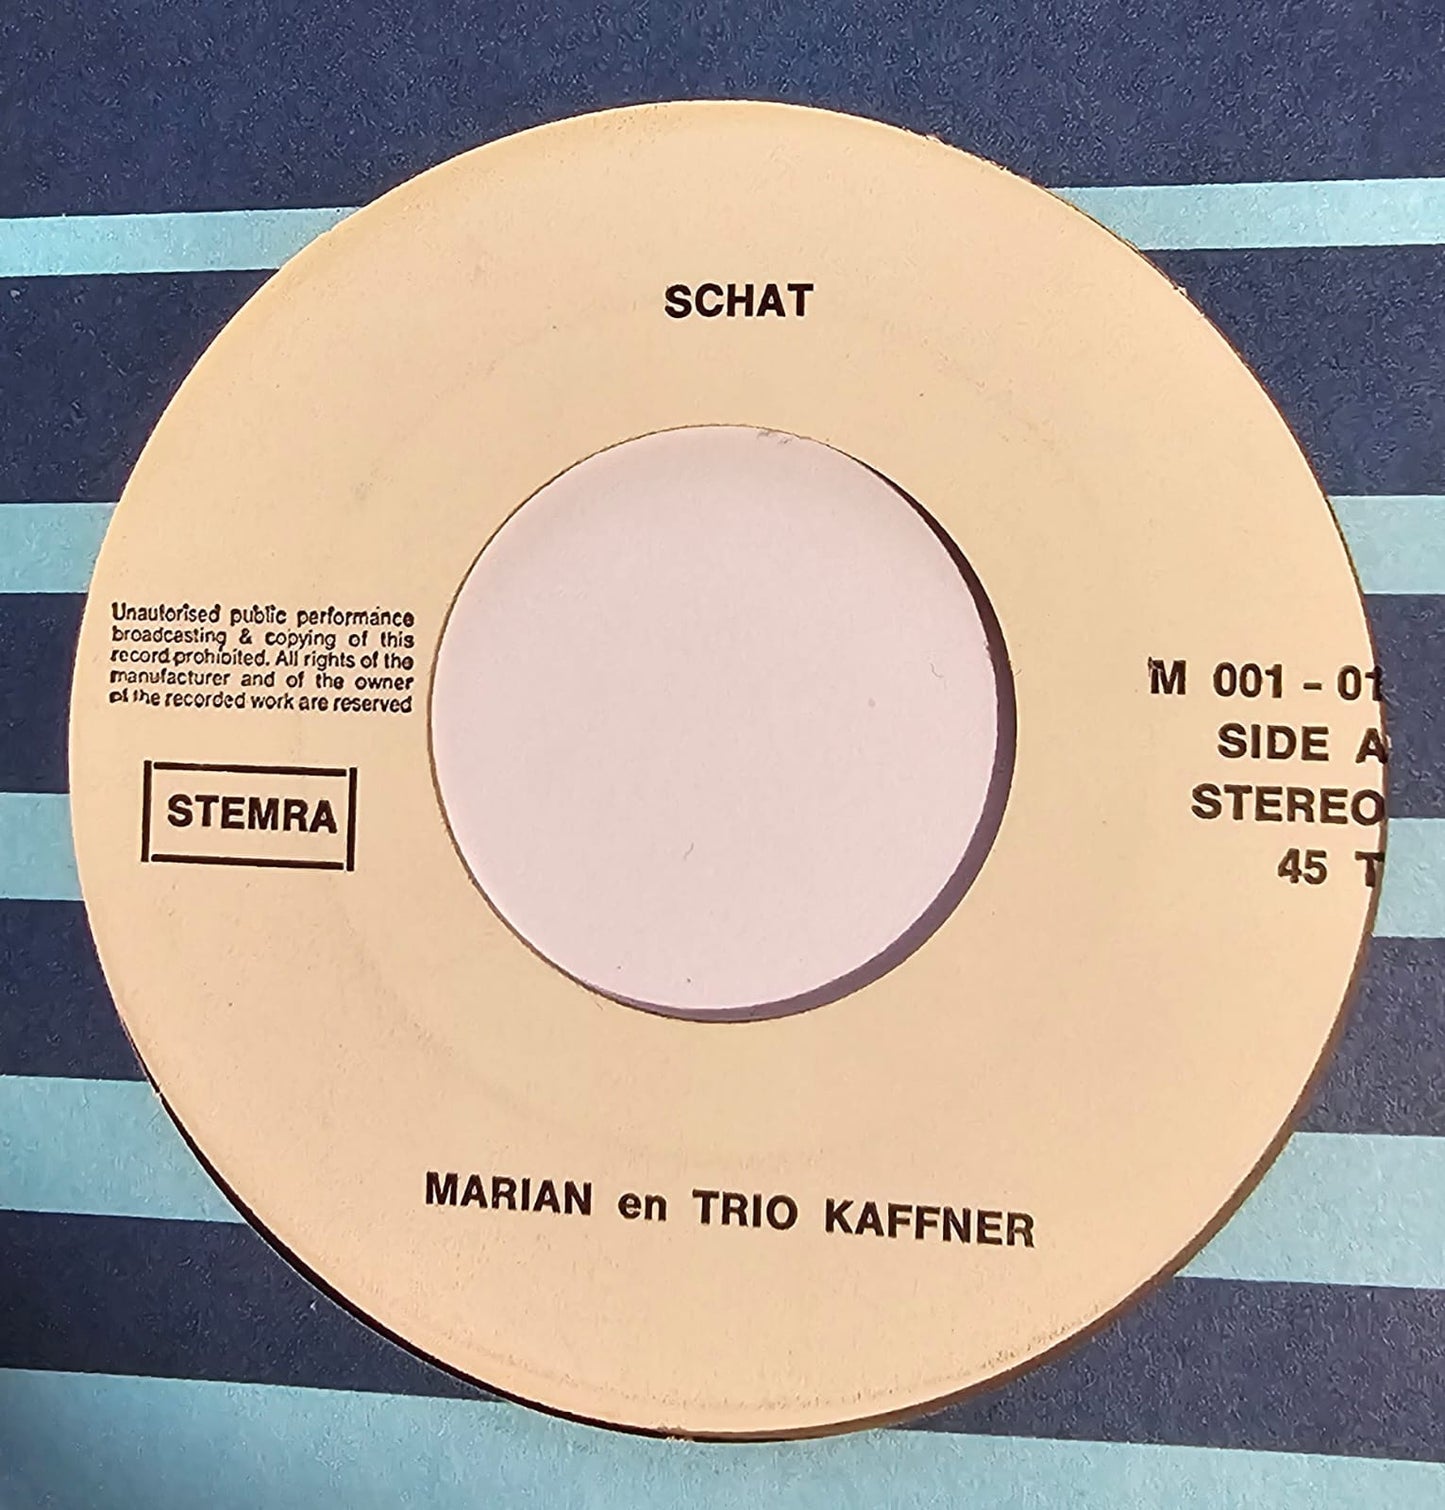 SCHAT
Unautorised public performance
broadcasting & copying of this
record prohibited. All rights of the
manufacturer and of the owner
of the recorded work are reserved
STEMRA
M 001 - 01
SIDE A
STEREO
45 T
MARIAN en TRIO KAFFNER